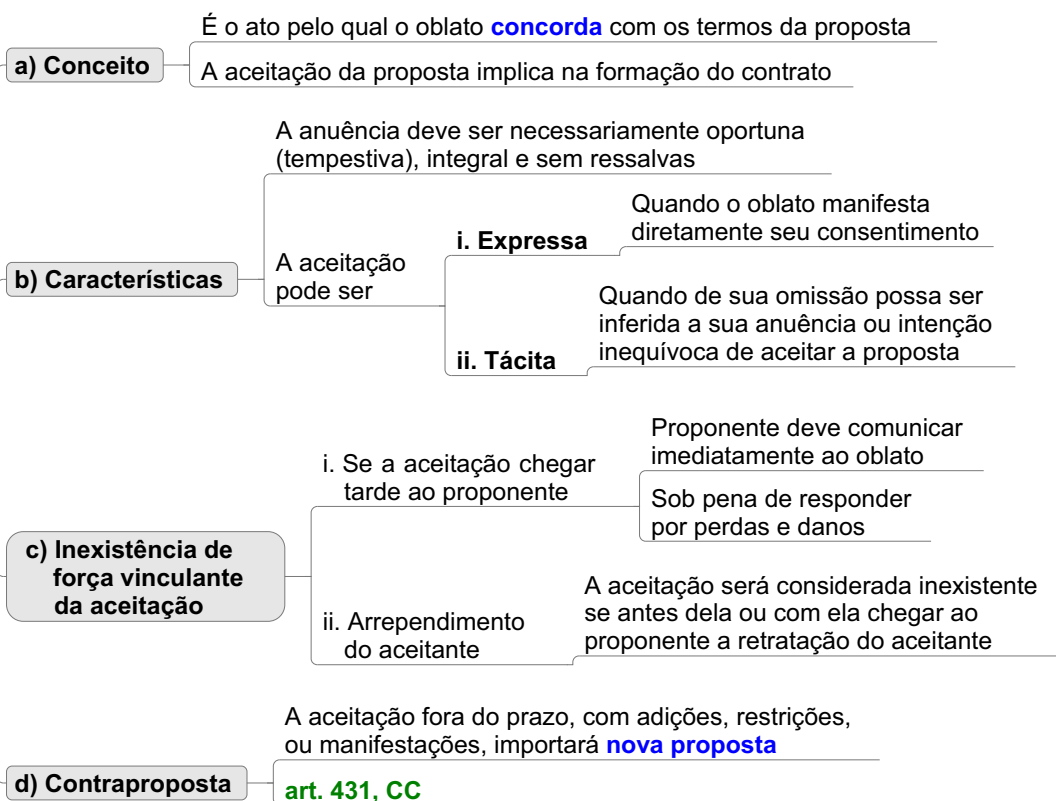 a) Conceito
É o ato pelo qual o oblato concorda com os termos da proposta
A aceitação da proposta implica na formação do contrato
b) Características
A anuência deve ser necessariamente oportuna
(tempestiva), integral e sem ressalvas
A aceitação
pode ser
i. Expressa
Quando o oblato manifesta
diretamente seu consentimento
ii. Tácita
Quando de sua omissão possa ser
inferida a sua anuência ou intenção
inequívoca de aceitar a proposta
c) Inexistência de
força vinculante
da aceitação
i. Se a aceitação chegar
tarde ao proponente
Proponente deve comunicar
imediatamente ao oblato
Sob pena de responder
por perdas e danos
ii. Arrependimento
do aceitante
A aceitação será considerada inexistente
se antes dela ou com ela chegar ao
proponente a retratação do aceitante
d) Contraproposta
A aceitação fora do prazo, com adições, restrições,
ou manifestações, importará nova proposta
art. 431, CC